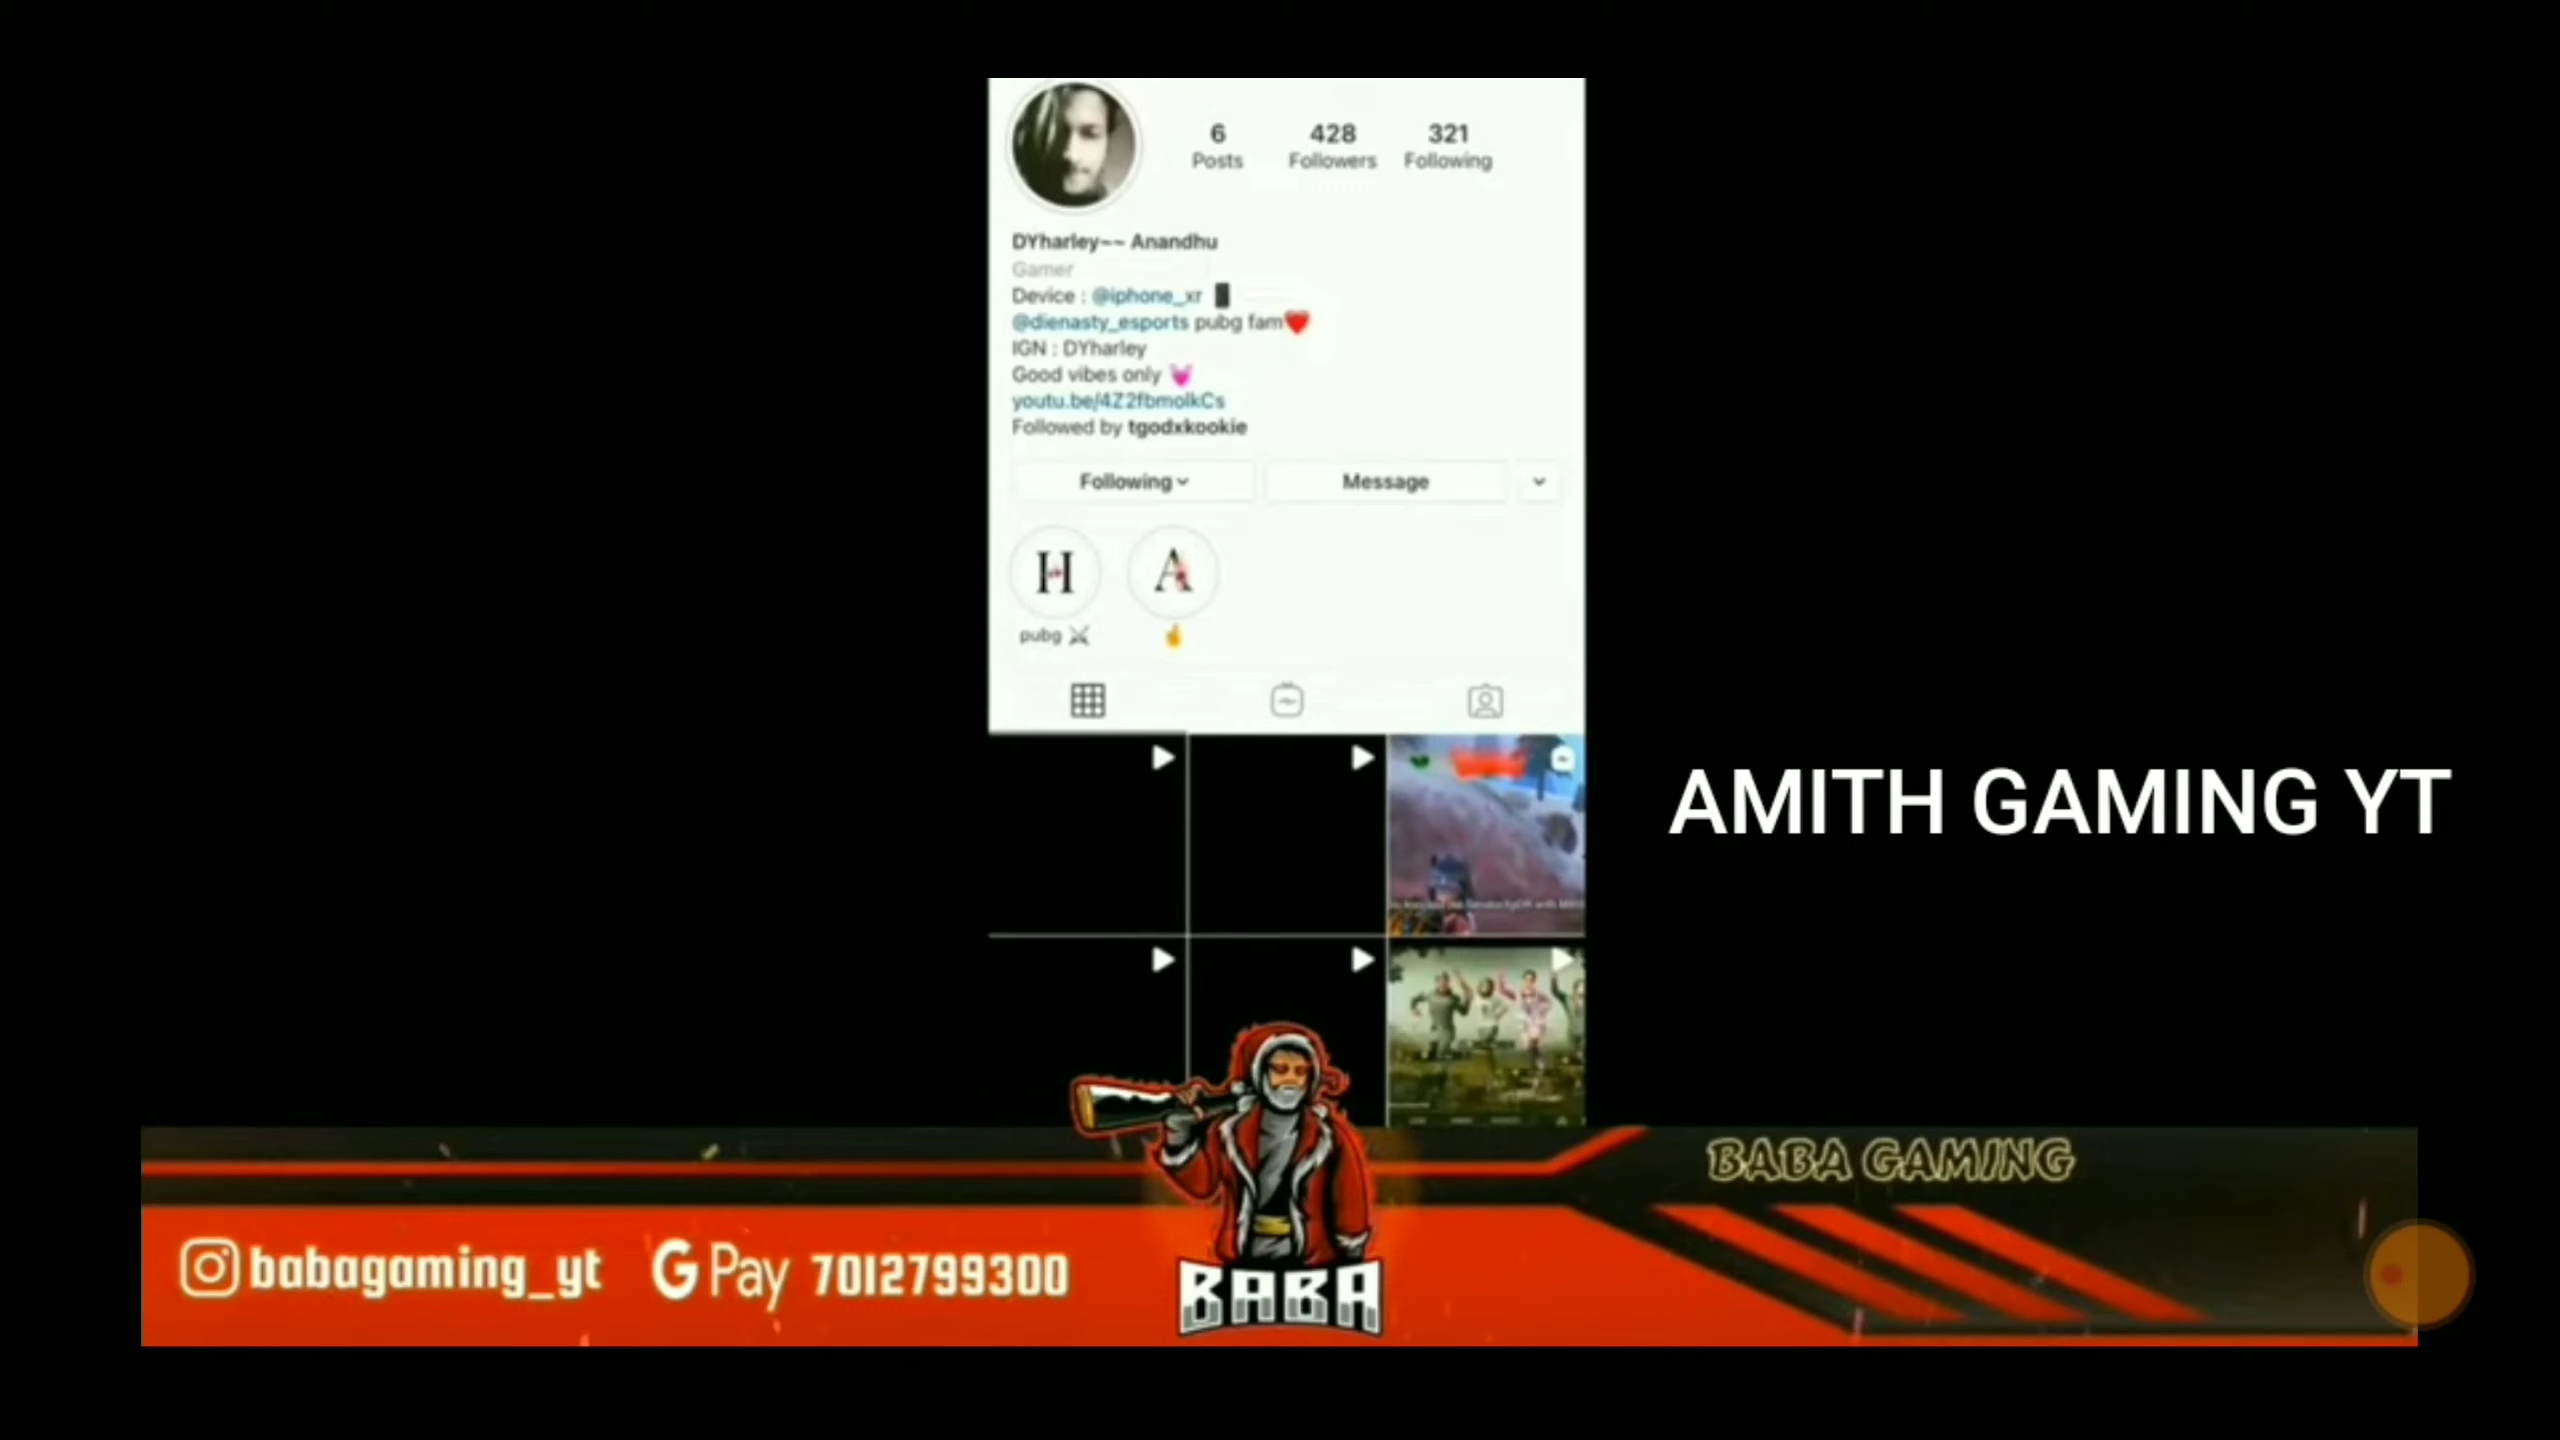 6 428 321
Posts Followers Following
DYharley~~ Anandhu
Gamer
Device : @iphone_xr 📱
@dienasty_esports pubg fam❤️
IGN : DYharley
Good vibes only 💓
youtu.be/4Z2fbmolkCs
Followed by tgodxkookie
Following Message
H A
pubg ⚔️ 🤞
AMITH GAMING YT
BABA GAMING
babagaming_yt G Pay 7012799300
BABA